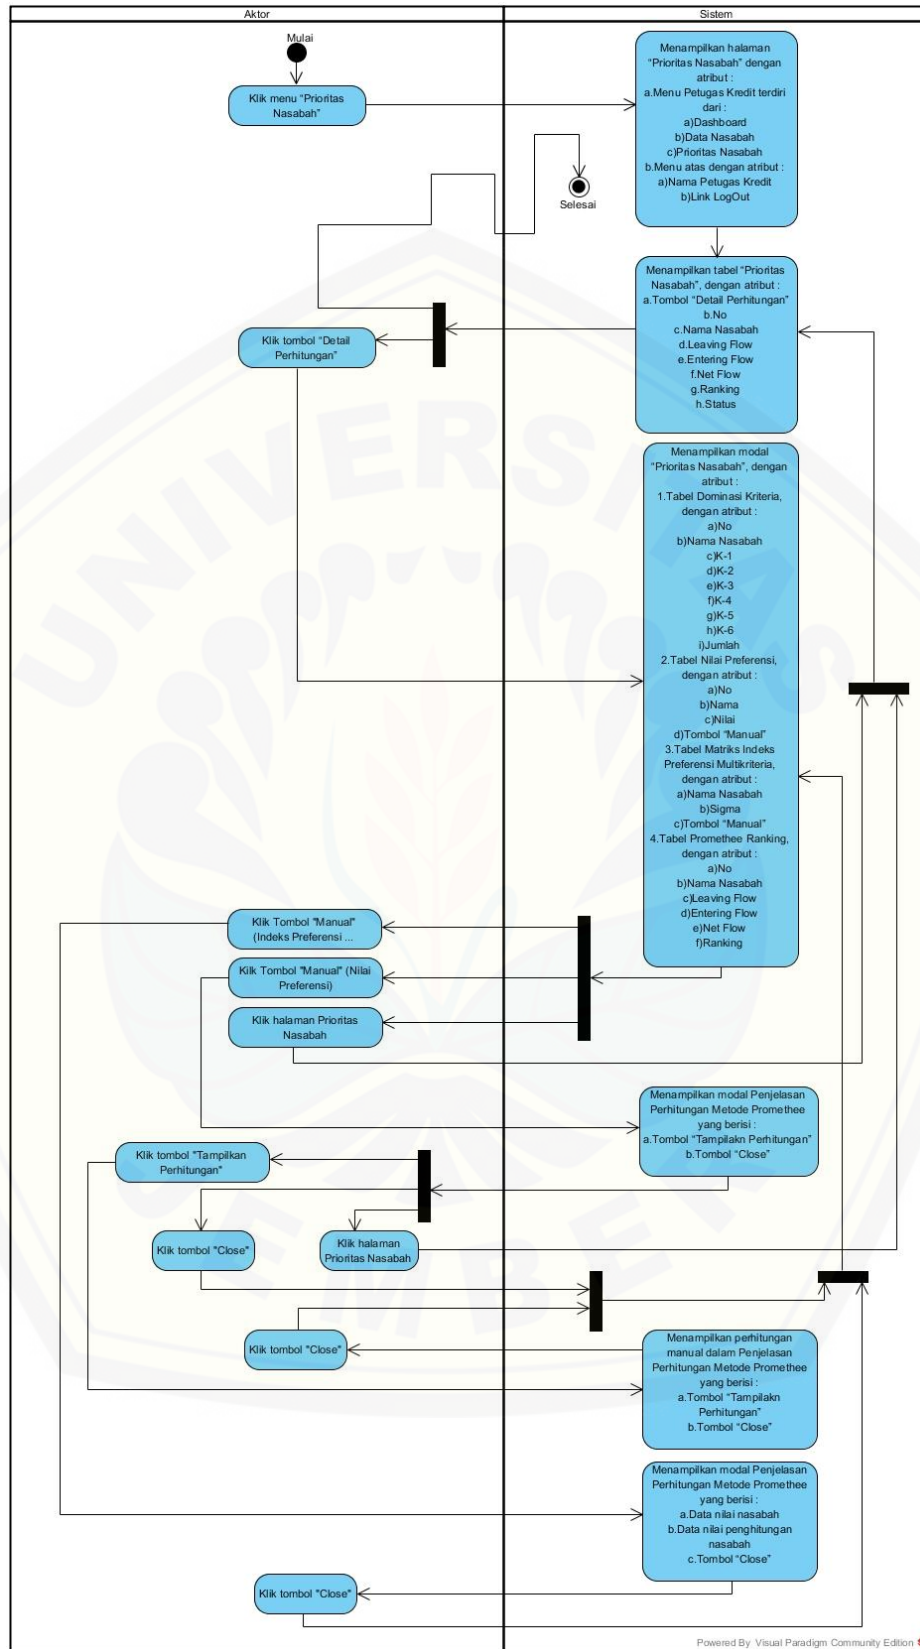 Aktor
Sistem
Mulai
Klik menu "Prioritas
Nasabah"
Menampilkan halaman
"Prioritas Nasabah" dengan
atribut :
a.Menu Petugas Kredit terdiri
dari :
a)Dashboard
b)Data Nasabah
c)Prioritas Nasabah
b.Menu atas dengan atribut :
a)Nama Petugas Kredit
b)Link LogOut
Selesai
Menampilkan tabel "Prioritas
Nasabah", dengan atribut :
a.Tombol "Detail Perhitungan"
b.No
c.Nama Nasabah
d.Leaving Flow
e.Entering Flow
f.Net Flow
g.Ranking
h.Status
Klik tombol "Detail
Perhitungan"
Menampilkan modal
"Prioritas Nasabah", dengan
atribut :
1.Tabel Dominasi Kriteria,
dengan atribut :
a)No
b)Nama Nasabah
c)K-1
d)K-2
e)K-3
f)K-4
g)K-5
h)K-6
i)Jumlah
2.Tabel Nilai Preferensi,
dengan atribut :
a)No
b)Nama
c)Nilai
d)Tombol "Manual"
3.Tabel Matriks Indeks
Preferensi Multikriteria,
dengan atribut :
a)Nama Nasabah
b)Sigma
c)Tombol "Manual"
4.Tabel Promethee Ranking,
dengan atribut :
a)No
b)Nama Nasabah
c)Leaving Flow
d)Entering Flow
e)Net Flow
f)Ranking
Klik Tombol "Manual"
(Indeks Preferensi ...
Kilk Tombol "Manual" (Nilai
Preferensi)
Klik halaman Prioritas
Nasabah
Menampilkan modal Penjelasan
Perhitungan Metode Promethee
yang berisi :
a.Tombol "Tampilakn Perhitungan"
b.Tombol "Close"
Klik tombol "Tampilkan
Perhitungan"
Klik tombol "Close"
Klik halaman
Prioritas Nasabah
Klik tombol "Close"
Menampilkan perhitungan
manual dalam Penjelasan
Perhitungan Metode Promethee
yang berisi :
a.Tombol "Tampilakn
Perhitungan"
b.Tombol "Close"
Menampilkan modal Penjelasan
Perhitungan Metode Promethee
yang berisi :
a.Data nilai nasabah
b.Data nilai penghitungan
nasabah
c.Tombol "Close"
Klik tombol "Close"
UNIVERSITAS
JEMBER
Powered By Visual Paradigm Community Edition